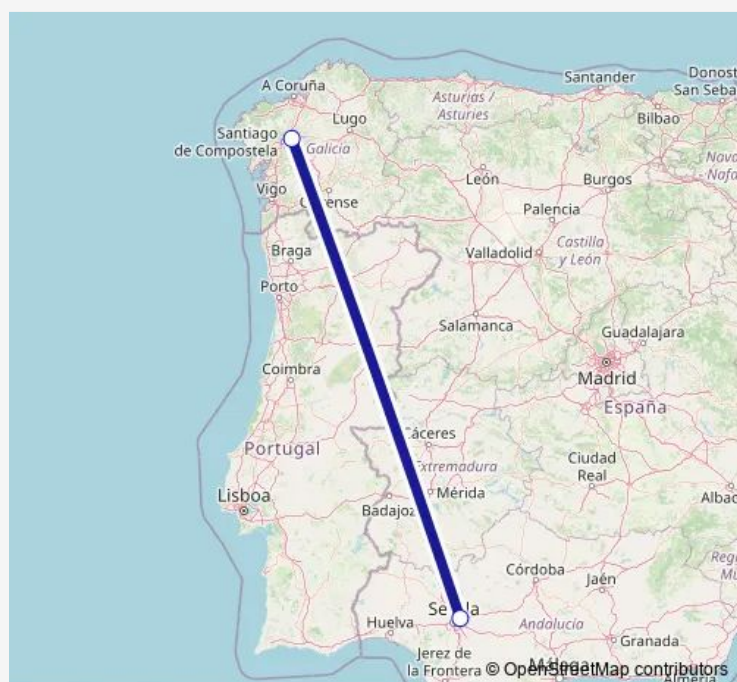 A Coruña
Santander
Donost
San Seba
Asturias /
Asturies
Bilbao
Lugo
Santiago
de Compostela
Galicia
León
Burgos
Nava
- Nafa
Vigo
Palencia
Braga
Valladolid
Castilla
y León
Porto
Salamanca
Guadalajara
Coimbra
Madrid
España
Portugal
Cáceres
Extremadura
Ciudad
Real
Lisboa
Mérida
Albac
Badajoz
Córdoba
Jaén
Huelva
Andalucía
Granada
Jerez de
la Frontera
Málaga
© OpenStreetMap contributors
Almería